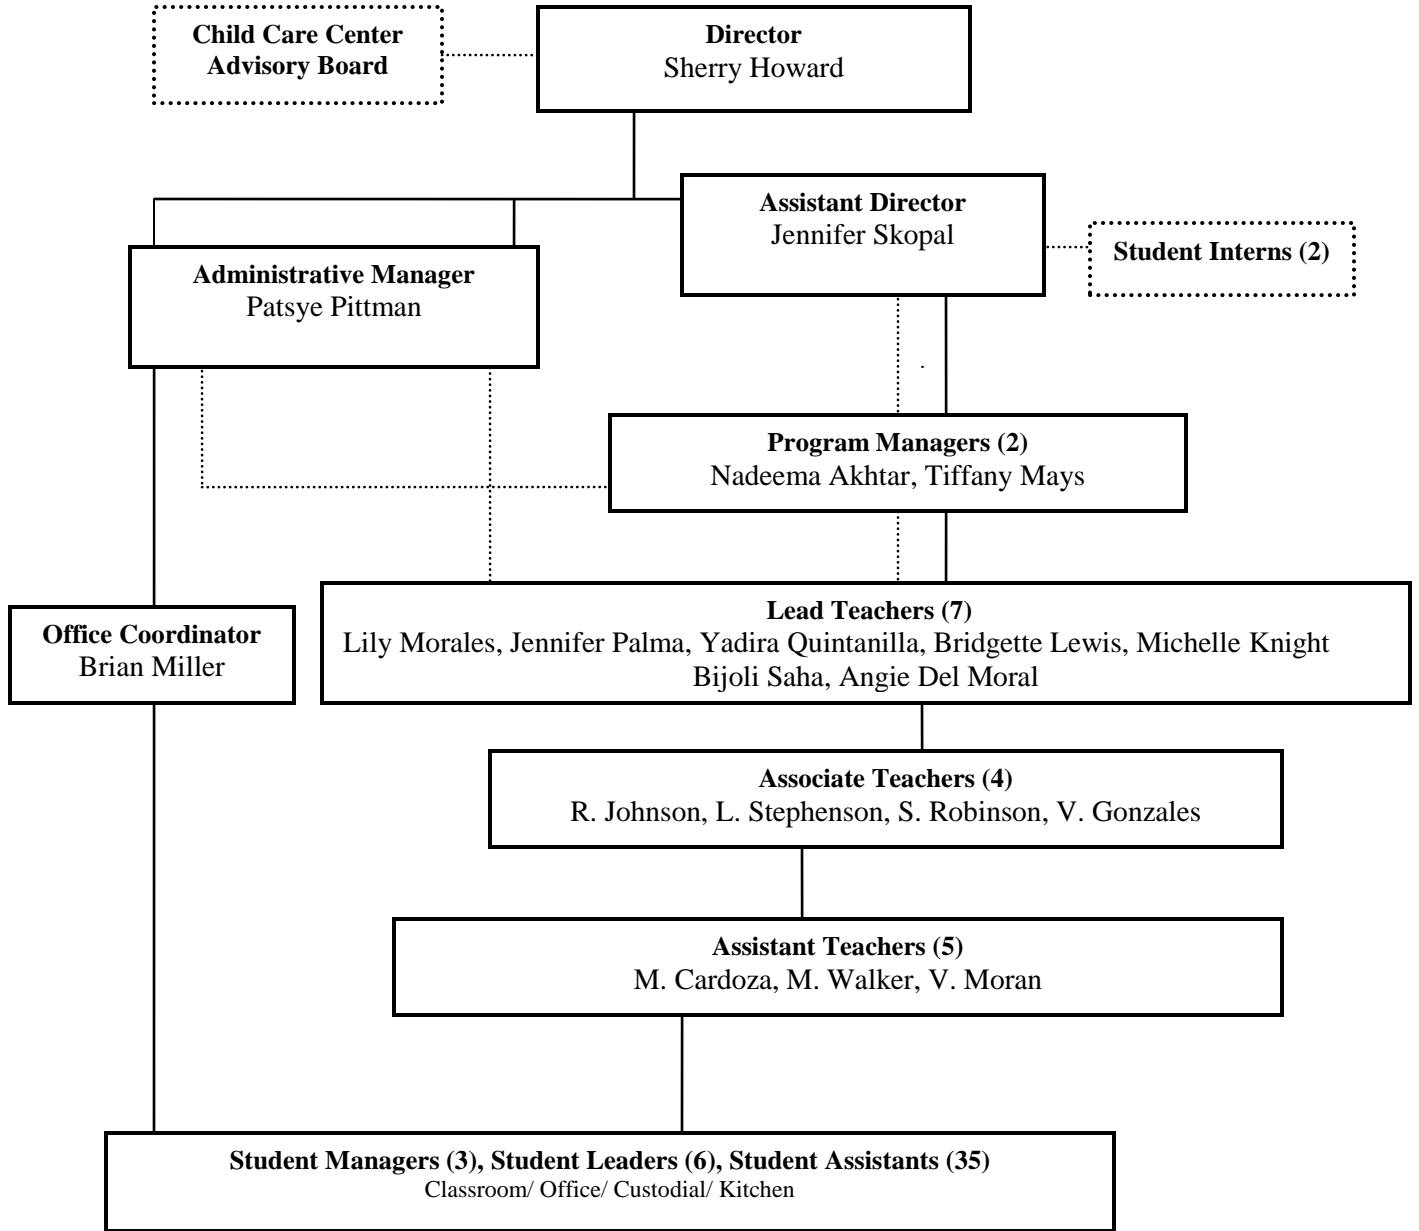 Child Care Center
Advisory Board
Director
Sherry Howard
Assistant Director
Jennifer Skopal
Student Interns (2)
Administrative Manager
Patsye Pittman
Program Managers (2)
Nadeema Akhtar, Tiffany Mays
Lead Teachers (7)
Lily Morales, Jennifer Palma, Yadira Quintanilla, Bridgette Lewis, Michelle Knight
Bijoli Saha, Angie Del Moral
Office Coordinator
Brian Miller
Associate Teachers (4)
R. Johnson, L. Stephenson, S. Robinson, V. Gonzales
Assistant Teachers (5)
M. Cardoza, M. Walker, V. Moran
Student Managers (3), Student Leaders (6), Student Assistants (35)
Classroom/ Office/ Custodial/ Kitchen